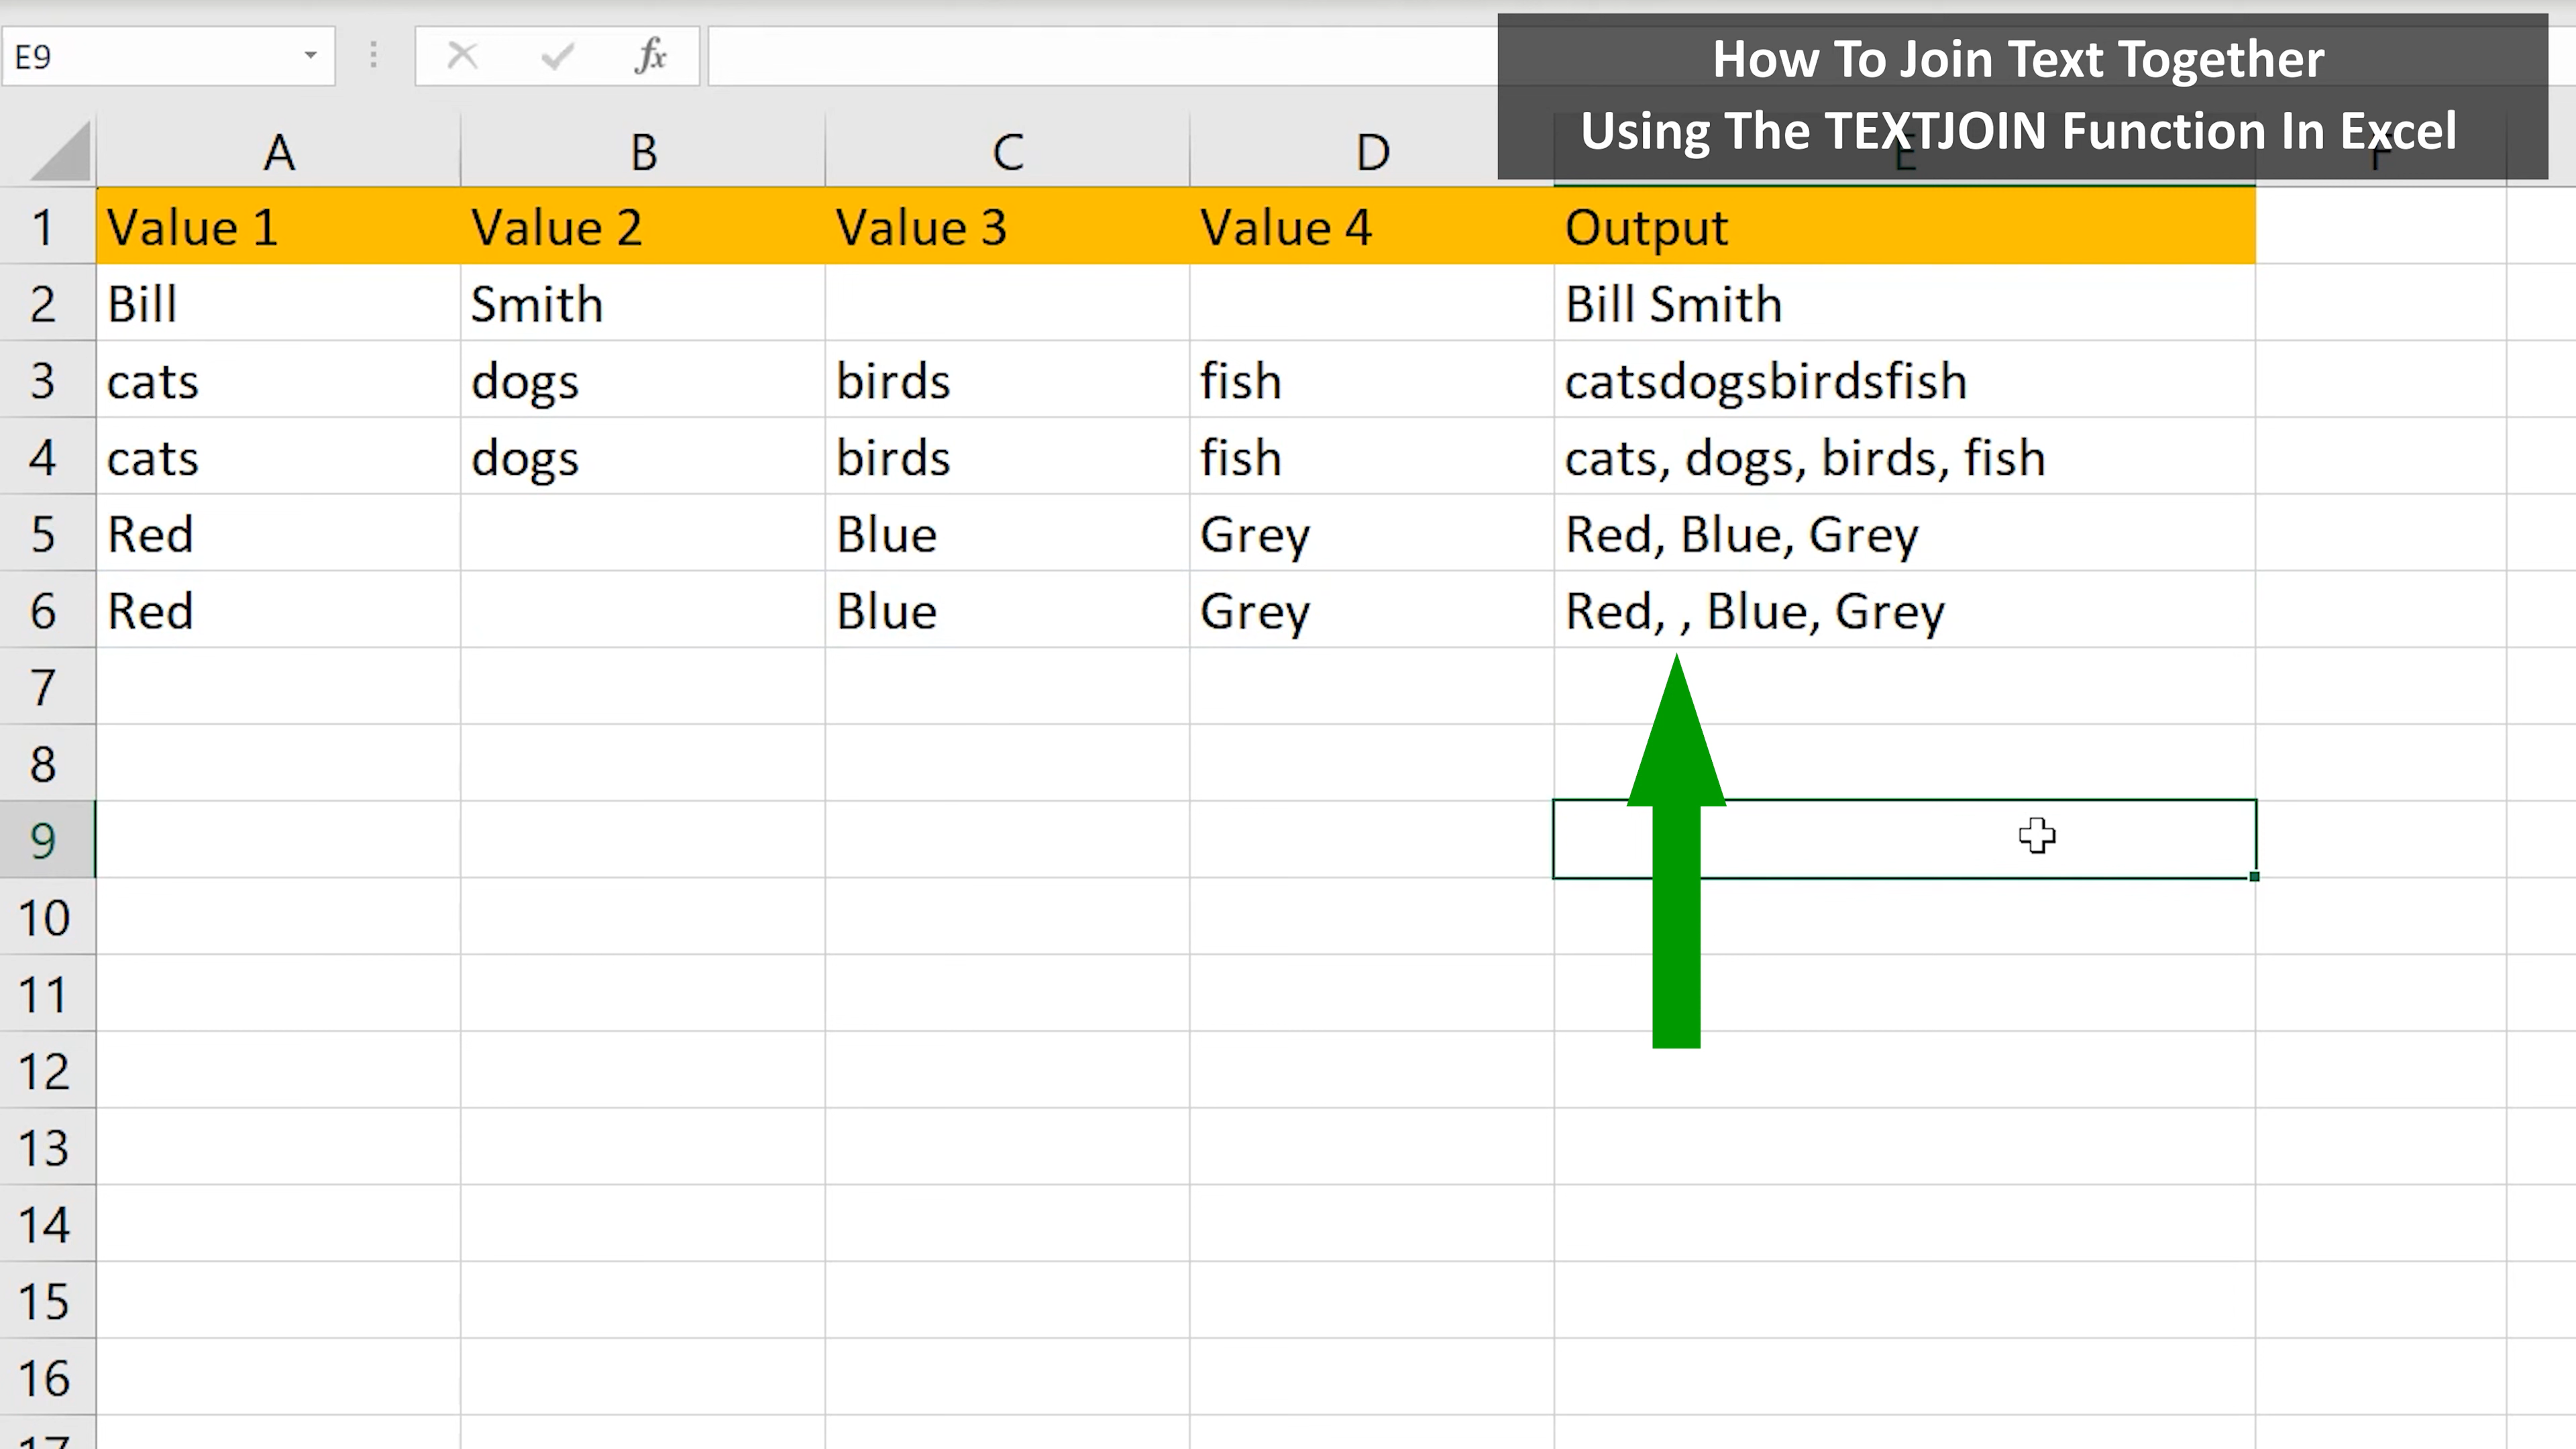 E9
fx
How To Join Text Together
Using The TEXTJOIN Function In Excel
A B C D E F
1 Value 1 Value 2 Value 3 Value 4 Output
2 Bill Smith Bill Smith
3 cats dogs birds fish catsdogsbirdsfish
4 cats dogs birds fish cats, dogs, birds, fish
5 Red Blue Grey Red, Blue, Grey
6 Red Blue Grey Red, , Blue, Grey
7
8
9
10
11
12
13
14
15
16
17